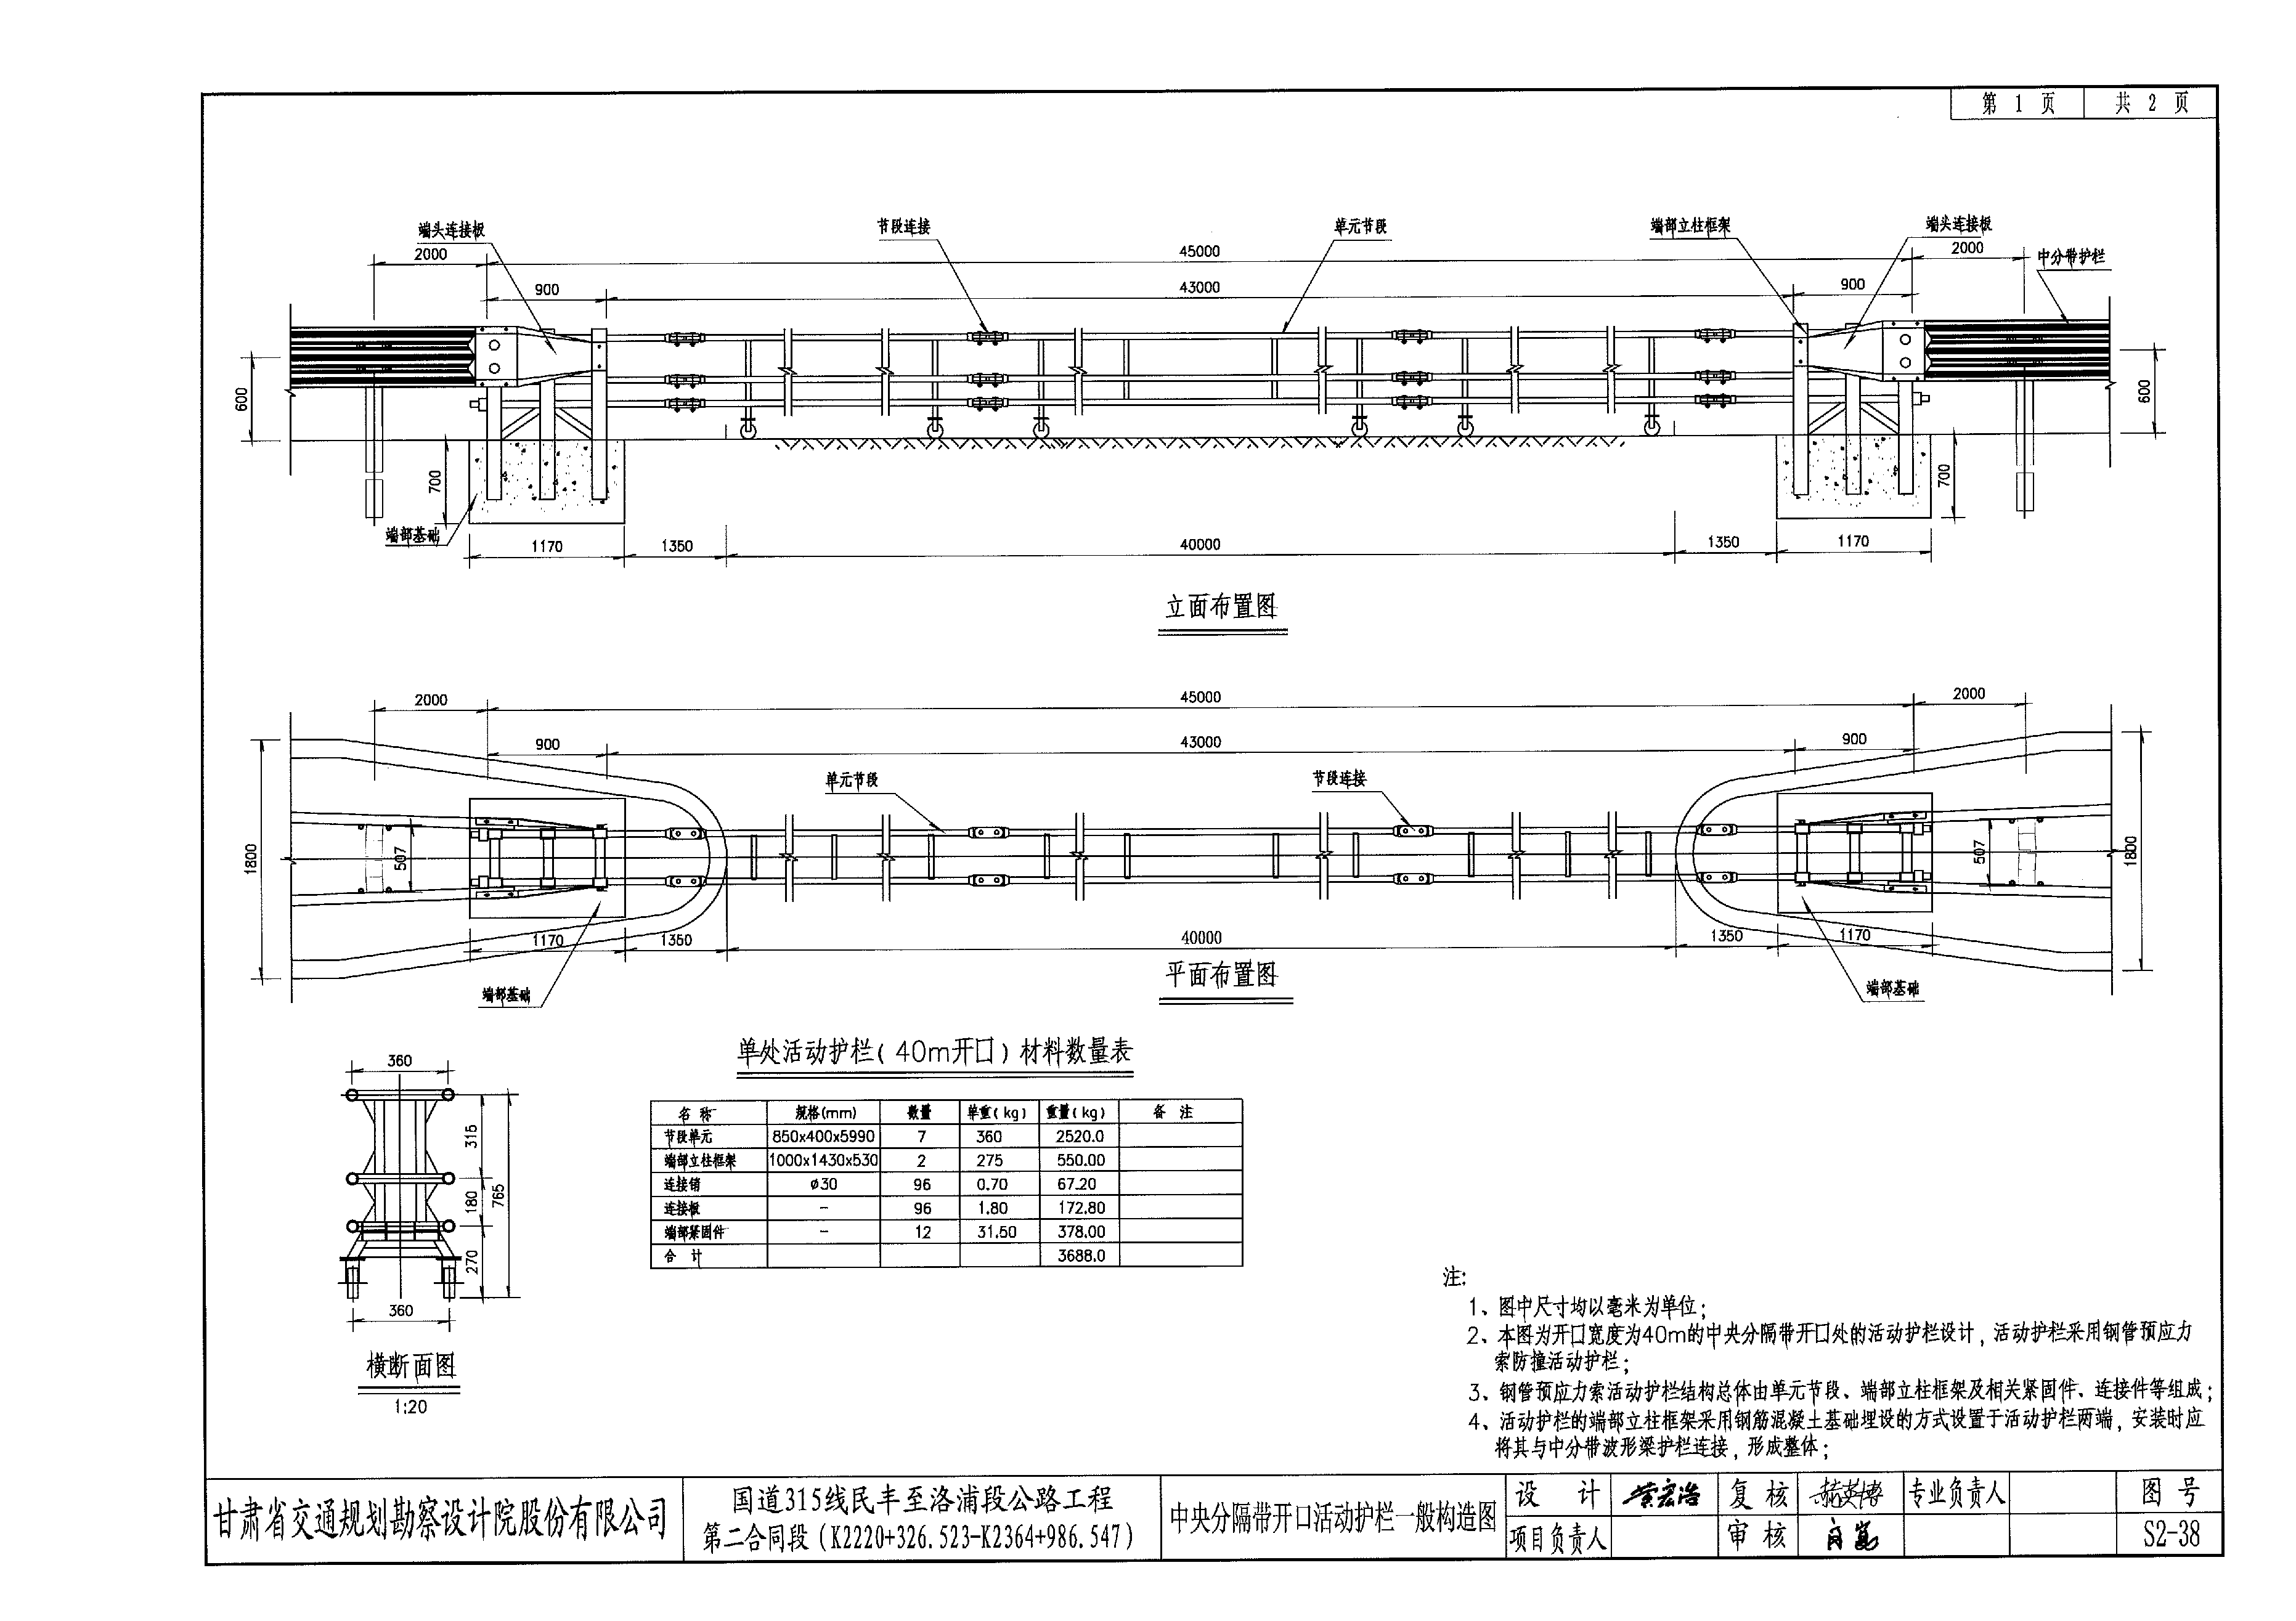 第 1 页 共 2 页
端头连接板 节段连接 单元节段 端部立柱框架 端头连接板
中分带护栏
2000 45000 2000
900 43000 900
600 600
700 700
端部基础
1170 1350 40000 1350 1170
立面布置图
2000 45000 2000
900 43000 900
单元节段 节段连接
1800 507 507 1800
1170 1350 40000 1350 1170
端部基础 平面布置图 端部基础
360
315
180
765
270
360
横断面图
1:20
单处活动护栏(40m开口)材料数量表
名 称 规格(mm) 数量 单重(kg) 重量(kg) 备 注
节段单元 850x400x5990 7 360 2520.0
端部立柱框架 1000x1430x530 2 275 550.00
连接销 ø30 96 0.70 67.20
连接板 - 96 1.80 172.80
端部紧固件 - 12 31.50 378.00
合 计 3688.0
注:
1、图中尺寸均以毫米为单位;
2、本图为开口宽度为40m的中央分隔带开口处的活动护栏设计,活动护栏采用钢管预应力
索防撞活动护栏;
3、钢管预应力索活动护栏结构总体由单元节段、端部立柱框架及相关紧固件、连接件等组成;
4、活动护栏的端部立柱框架采用钢筋混凝土基础埋设的方式设置于活动护栏两端,安装时应
将其与中分带波形梁护栏连接,形成整体;
甘肃省交通规划勘察设计院股份有限公司
国道315线民丰至洛浦段公路工程
第二合同段(K2220+326.523-K2364+986.547)
中央分隔带开口活动护栏一般构造图
设 计 复 核 专业负责人 图 号
项目负责人 审 核 S2-38